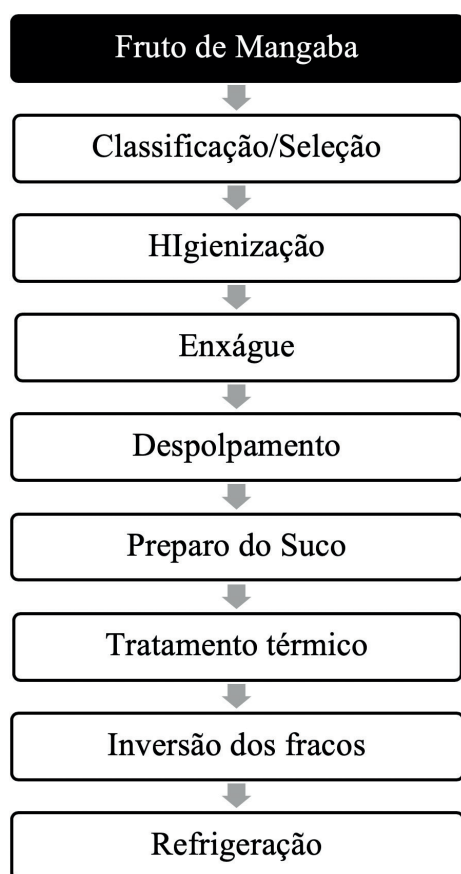 Fruto de Mangaba
Classificação/Seleção
HIgienização
Enxágue
Despolpamento
Preparo do Suco
Tratamento térmico
Inversão dos fracos
Refrigeração